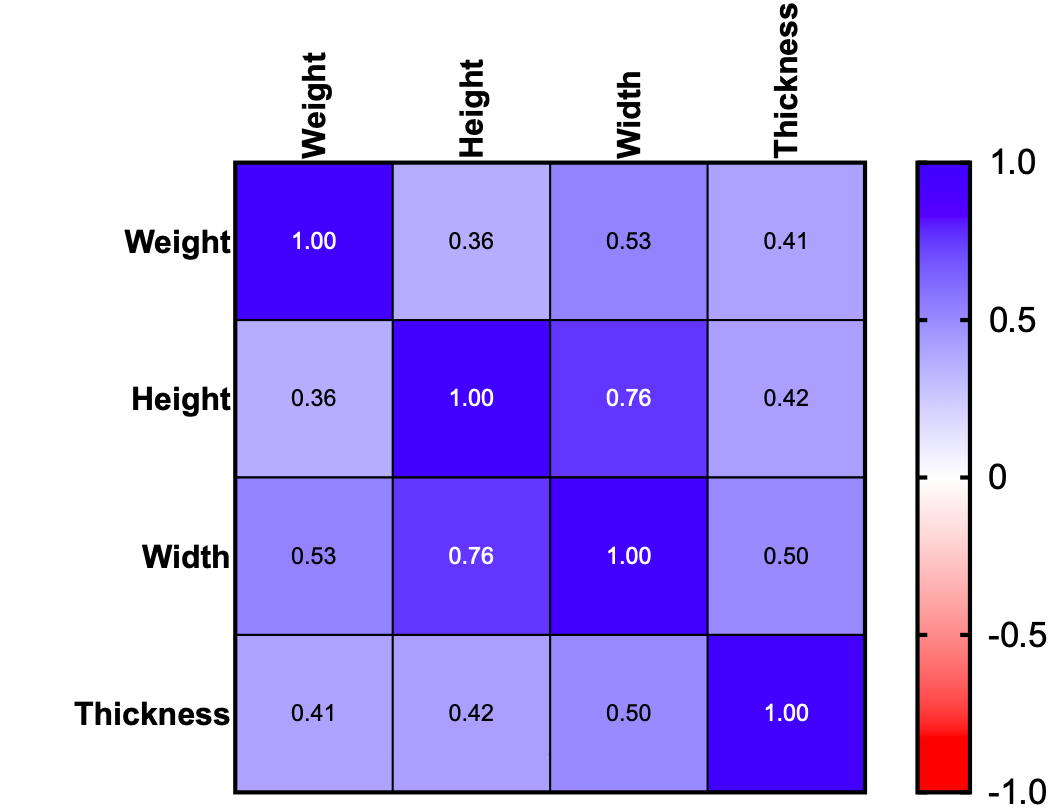 Weight Height Width Thickness
Weight 1.00 0.36 0.53 0.41
Height 0.36 1.00 0.76 0.42
Width 0.53 0.76 1.00 0.50
Thickness 0.41 0.42 0.50 1.00
1.0
0.5
0
-0.5
-1.0